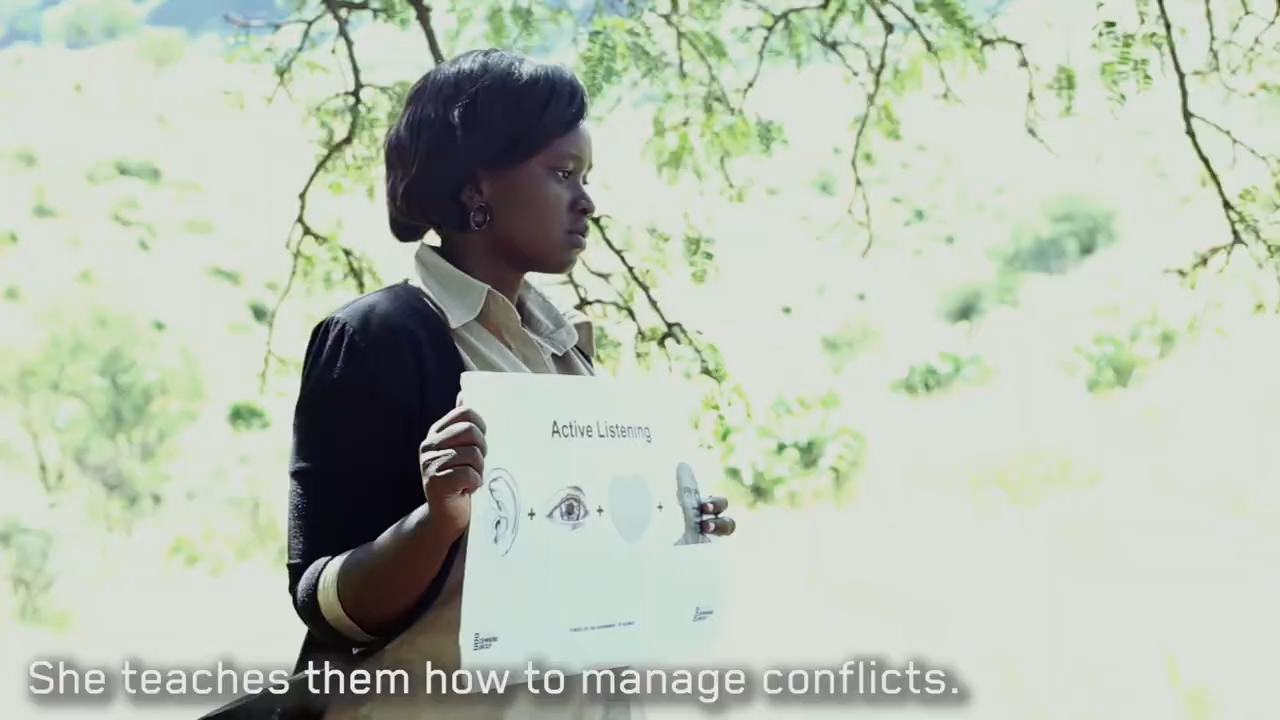 Active Listening
+ + +
She teaches them how to manage conflicts.